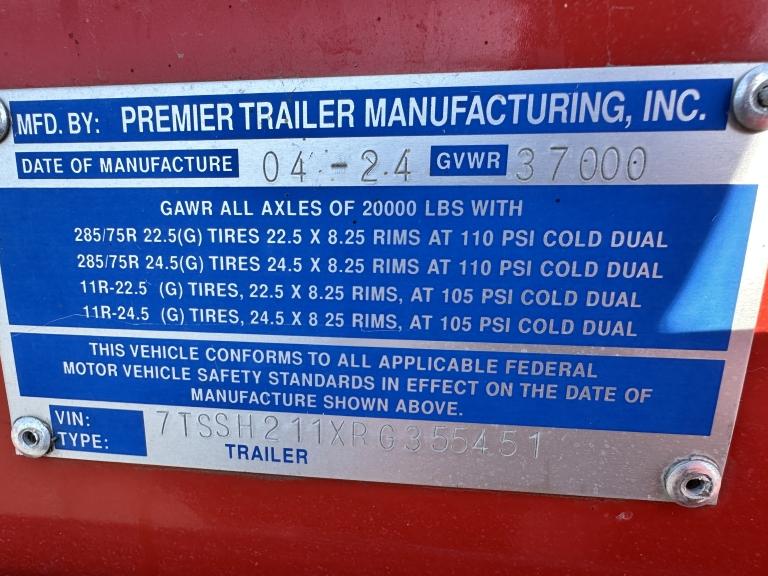 MFD. BY: PREMIER TRAILER MANUFACTURING, INC.
DATE OF MANUFACTURE 04-24 GVWR 37000
GAWR ALL AXLES OF 20000 LBS WITH
285/75R 22.5(G) TIRES 22.5 X 8.25 RIMS AT 110 PSI COLD DUAL
285/75R 24.5(G) TIRES 24.5 X 8.25 RIMS AT 110 PSI COLD DUAL
11R-22.5 (G) TIRES, 22.5 X 8.25 RIMS, AT 105 PSI COLD DUAL
11R-24.5 (G) TIRES, 24.5 X 8 25 RIMS, AT 105 PSI COLD DUAL
THIS VEHICLE CONFORMS TO ALL APPLICABLE FEDERAL
MOTOR VEHICLE SAFETY STANDARDS IN EFFECT ON THE DATE OF
MANUFACTURE SHOWN ABOVE.
VIN: 7TSSH211XRG355451
TYPE: TRAILER